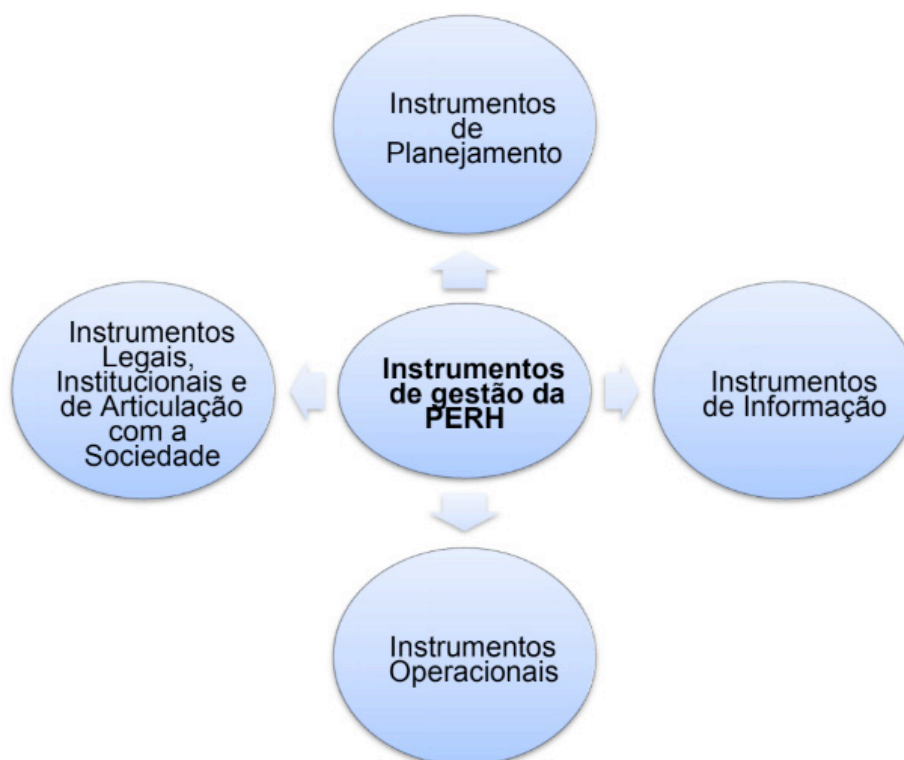 Instrumentos
de
Planejamento
Instrumentos
Legais,
Institucionais e
de Articulação
com a
Sociedade
Instrumentos
de gestão da
PERH
Instrumentos
de Informação
Instrumentos
Operacionais